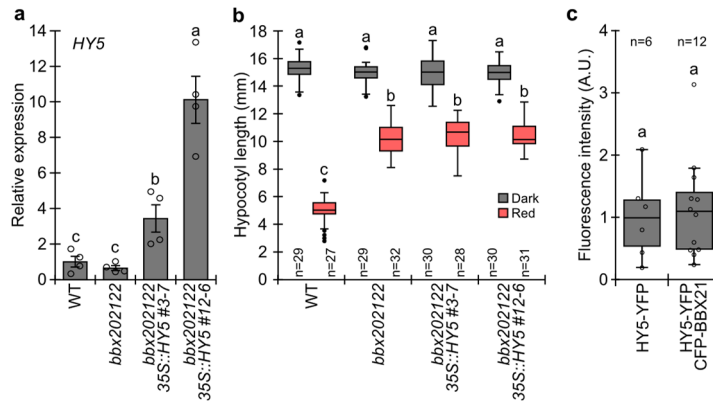 a
HY5
Relative expression
14
12
10
8
6
4
2
0
c
c
b
a
WT
bbx202122
bbx202122
35S::HY5 #3-7
bbx202122
35S::HY5 #12-6
b
Hypocotyl length (mm)
18
16
14
12
10
8
6
4
2
0
a
c
a
b
a
b
a
b
Dark
Red
n=29
n=27
n=29
n=32
n=30
n=28
n=30
n=31
WT
bbx202122
bbx202122
35S::HY5 #3-7
bbx202122
35S::HY5 #12-6
c
Fluorescence intensity (A.U.)
4
3
2
1
0
n=6
n=12
a
a
HY5-YFP
HY5-YFP
CFP-BBX21